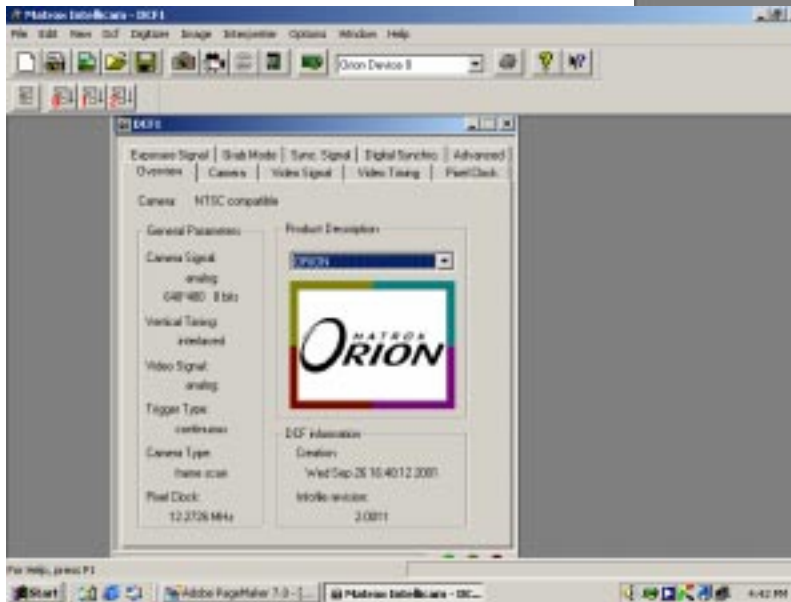 Matrox Intellicam - DCF1
File Edit View Dcf Digitizer Image Interpreter Options Window Help
Orion Device 0
DCF1
Exposure Signal Grab Mode Sync. Signal Digital Synchro. Advanced
Overview Camera Video Signal Video Timing Pixel Clock
Camera: NTSC compatible
General Parameters
Camera Signal:
analog
640*480 8 bits
Vertical Timing:
interlaced
Video Signal:
analog
Trigger Type:
continuous
Camera Type:
frame scan
Pixel Clock:
12.2726 MHz
Product Description
ORION
MATROX
ORION
DCF information
Creation:
Wed Sep 26 16:40:12 2001
Infofile revision:
2.0011
For Help, press F1
Start Adobe PageMaker 7.0 - [... Matrox Intellicam - DC... 4:42 PM